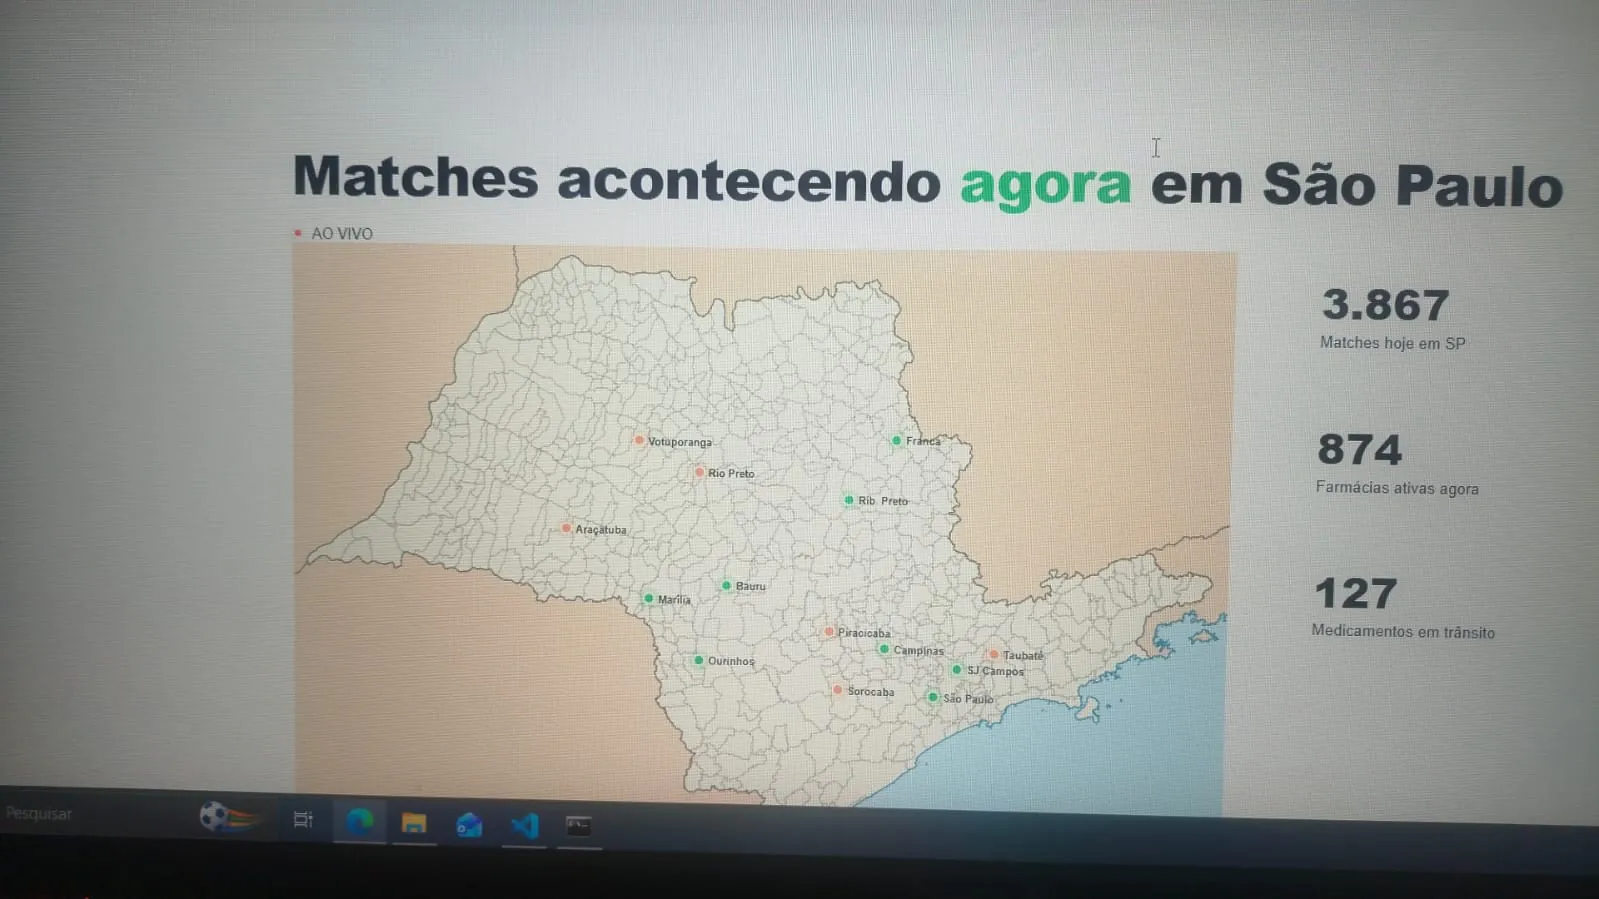 Matches acontecendo agora em São Paulo
AO VIVO
3.867
Matches hoje em SP
874
Farmácias ativas agora
127
Medicamentos em trânsito
Votuporanga
Franca
Rio Preto
Rib. Preto
Araçatuba
Bauru
Marília
Piracicaba
Campinas
Taubaté
Ourinhos
SJ Campos
Sorocaba
São Paulo
Pesquisar